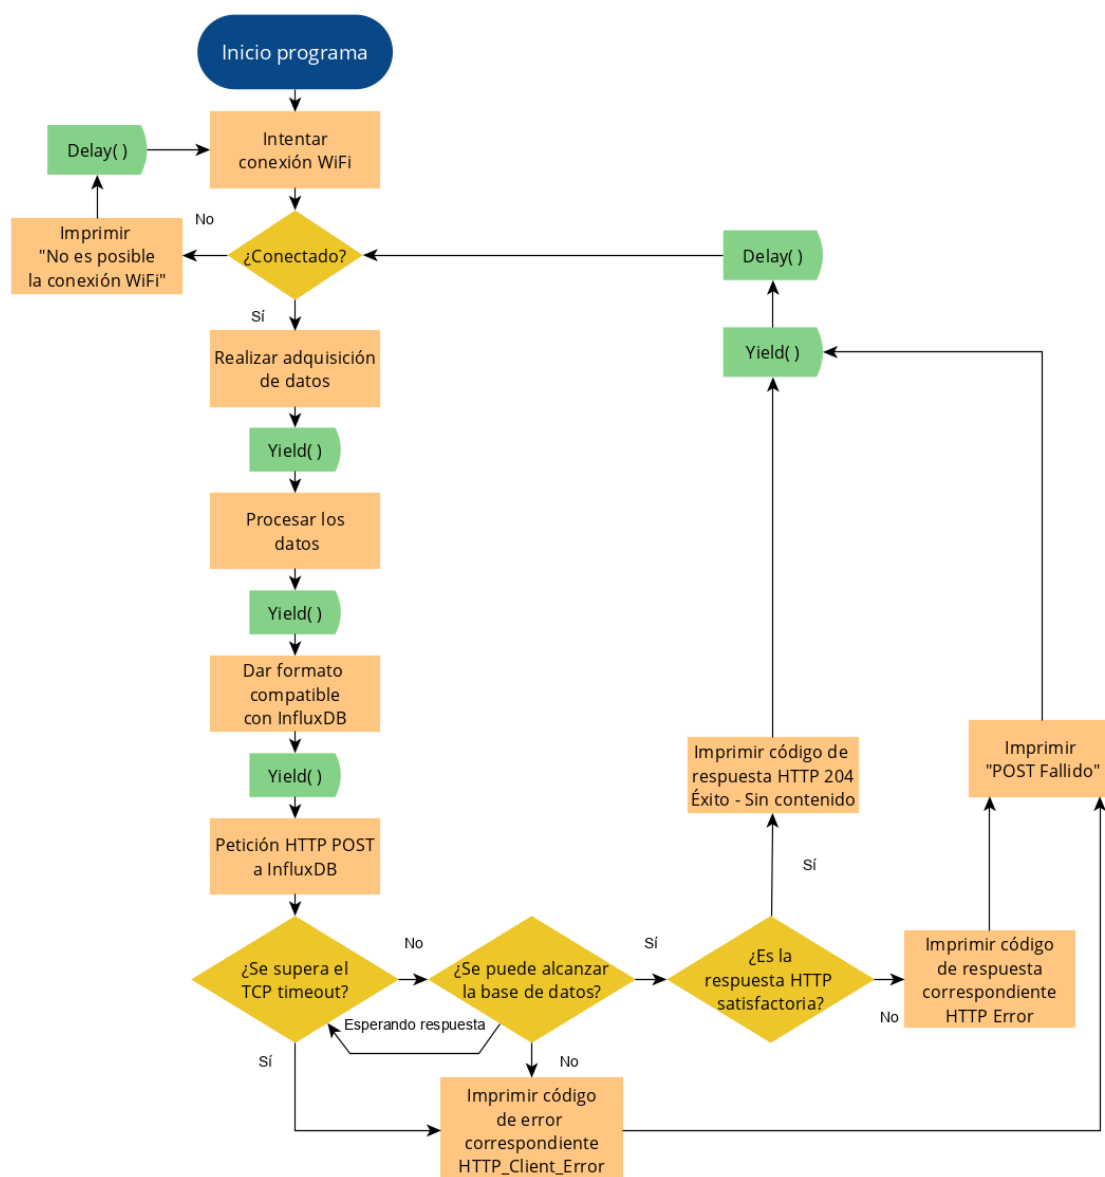 Inicio programa
Intentar
conexión WiFi
Delay( )
Imprimir
"No es posible
la conexión WiFi"
No
¿Conectado?
Delay( )
Sí
Yield( )
Realizar adquisición
de datos
Yield( )
Procesar los
datos
Yield( )
Dar formato
compatible
con InfluxDB
Yield( )
Imprimir código de
respuesta HTTP 204
Éxito - Sin contenido
Imprimir
"POST Fallido"
Petición HTTP POST
a InfluxDB
Sí
¿Se supera el
TCP timeout?
No
¿Se puede alcanzar
la base de datos?
Sí
¿Es la
respuesta HTTP
satisfactoria?
No
Imprimir código
de respuesta
correspondiente
HTTP Error
Esperando respuesta
Sí
No
Imprimir código
de error
correspondiente
HTTP_Client_Error